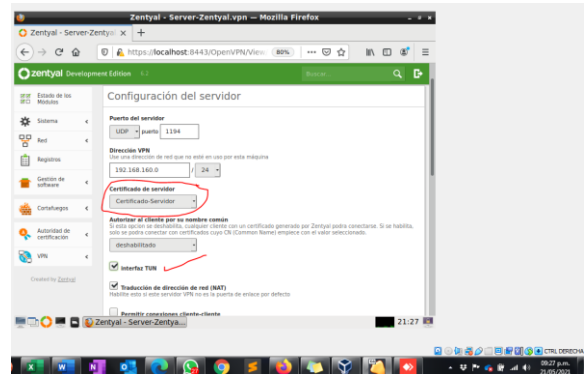 Zentyal - Server-Zentyal.vpn — Mozilla Firefox
Zentyal - Server-Zentyal
https://localhost:8443/OpenVPN/View
80%
zentyal Development Edition 6.2
Buscar...
Estado de los
Módulos
Sistema
Red
Registros
Gestión de
software
Cortafuegos
Autoridad de
certificación
VPN
Created by Zentyal
Configuración del servidor
Puerto del servidor
UDP puerto 1194
Dirección VPN
Use una dirección de red que no esté en uso por esta máquina
192.168.160.0 / 24
Certificado de servidor
Certificado-Servidor
Autorizar al cliente por su nombre común
Si esta opción se deshabilita, cualquier cliente con un certificado generado por Zentyal podra conectarse. Si se habilita,
solo se podra conectar con certificados cuyo CN (Common Name) empiece con el valor seleccionado.
deshabilitado
Interfaz TUN
Traducción de dirección de red (NAT)
Habilite esto si este servidor VPN no es la puerta de enlace por defecto
Permitir conexiones cliente-cliente
Zentyal - Server-Zentya...
21:27
CTRL DERECHA
09:27 p.m.
21/05/2021